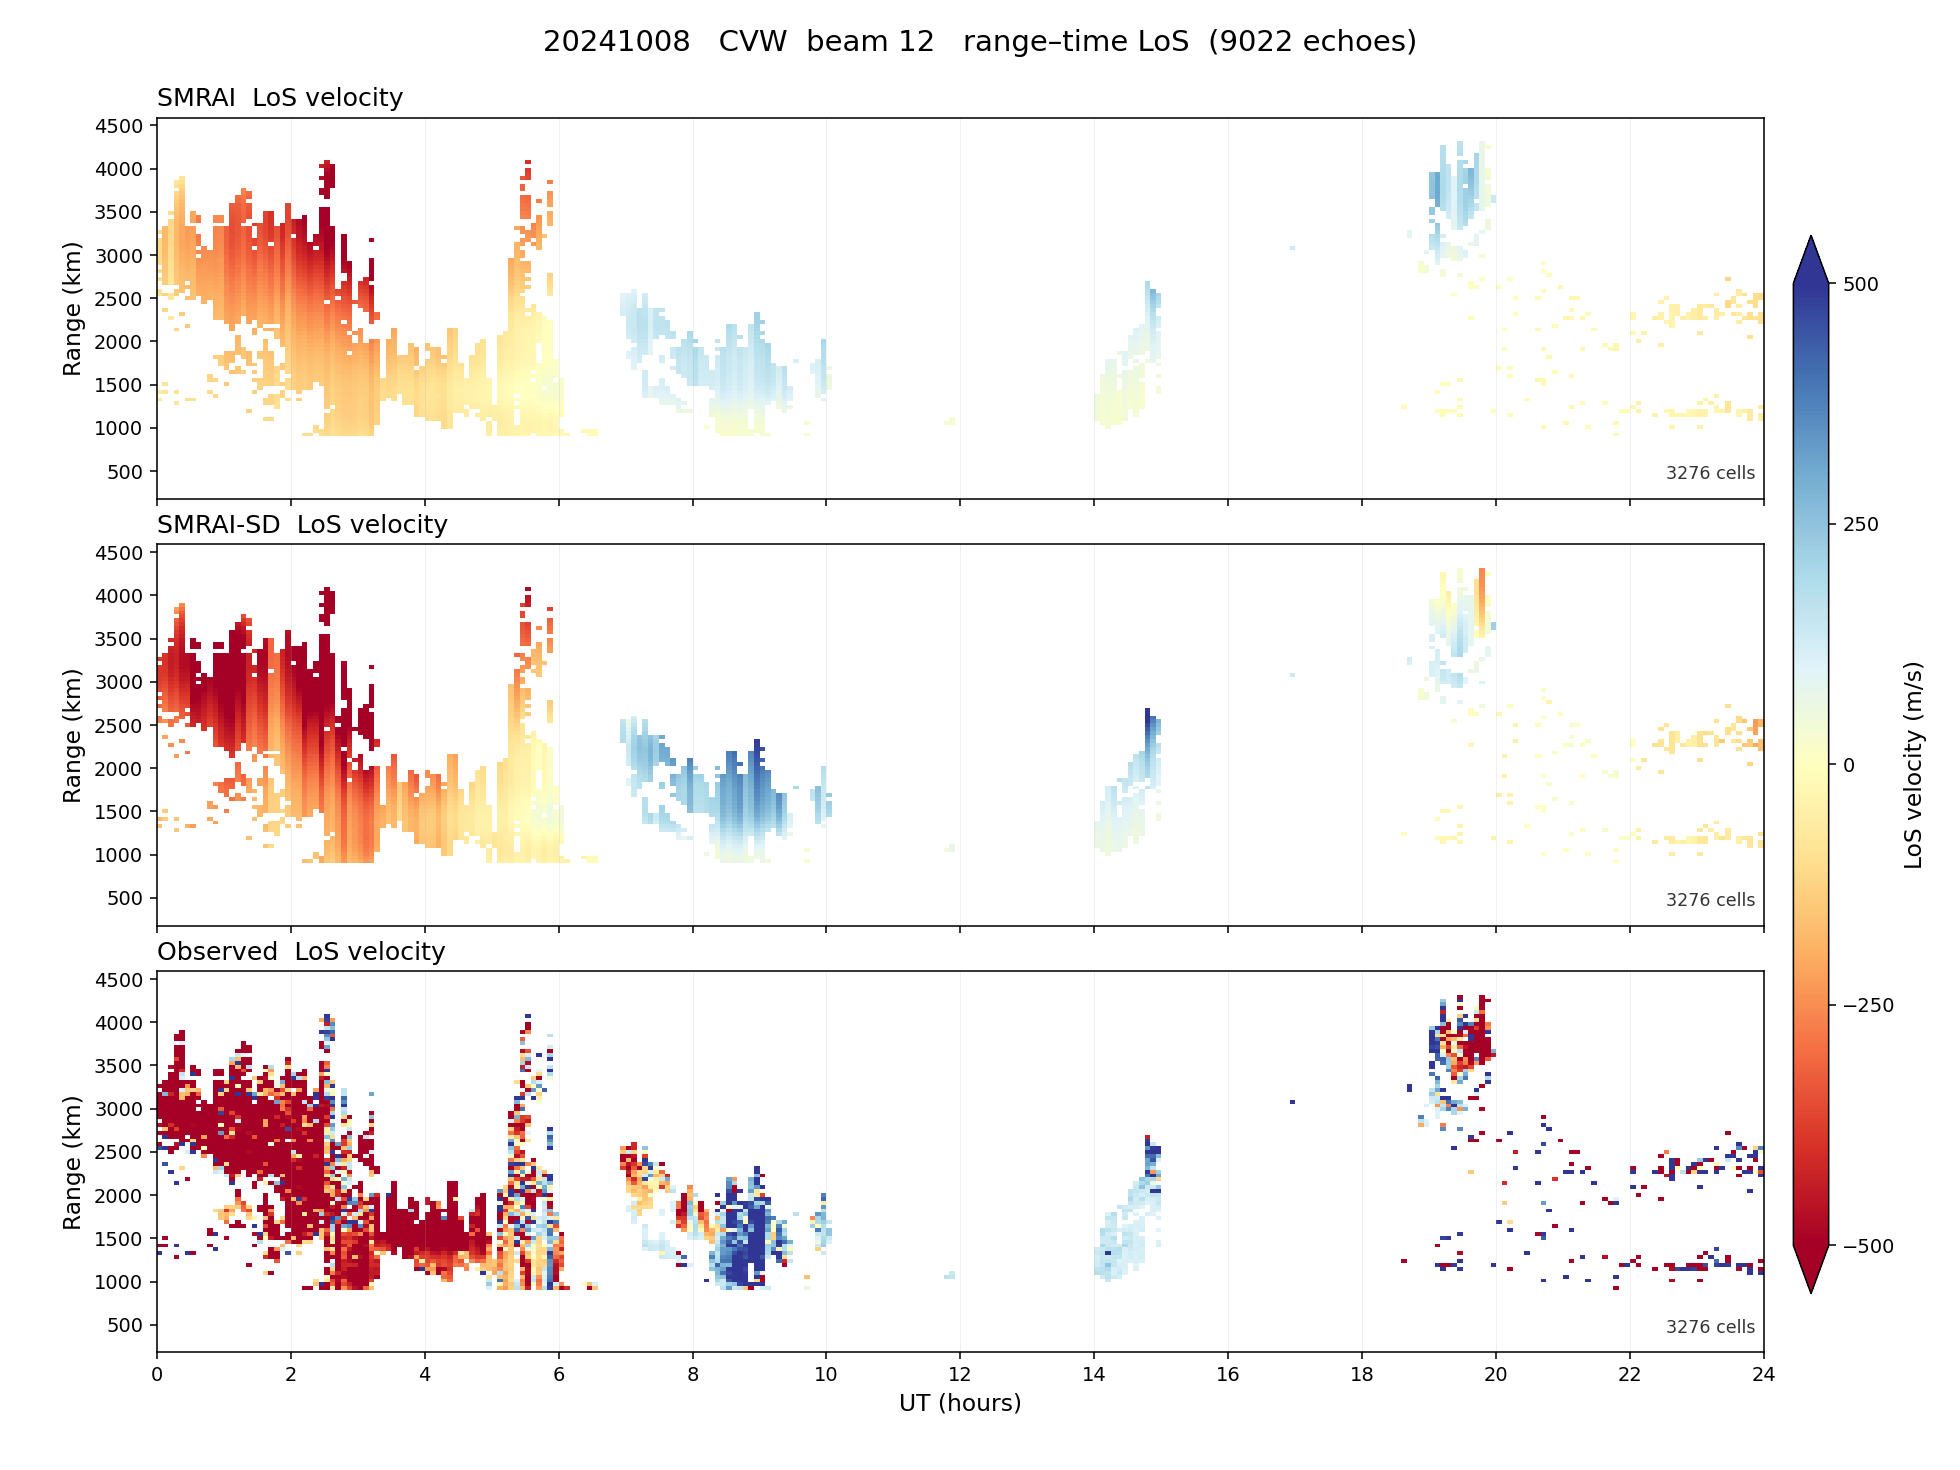 20241008   CVW  beam 12   range–time LoS  (9022 echoes)
SMRAI  LoS velocity
4500
4000
3500
3000
2500
2000
1500
1000
500
Range (km)
3276 cells
SMRAI-SD  LoS velocity
4500
4000
3500
3000
2500
2000
1500
1000
500
Range (km)
3276 cells
Observed  LoS velocity
4500
4000
3500
3000
2500
2000
1500
1000
500
Range (km)
3276 cells
0 2 4 6 8 10 12 14 16 18 20 22 24
UT (hours)
500
250
0
−250
−500
LoS velocity (m/s)